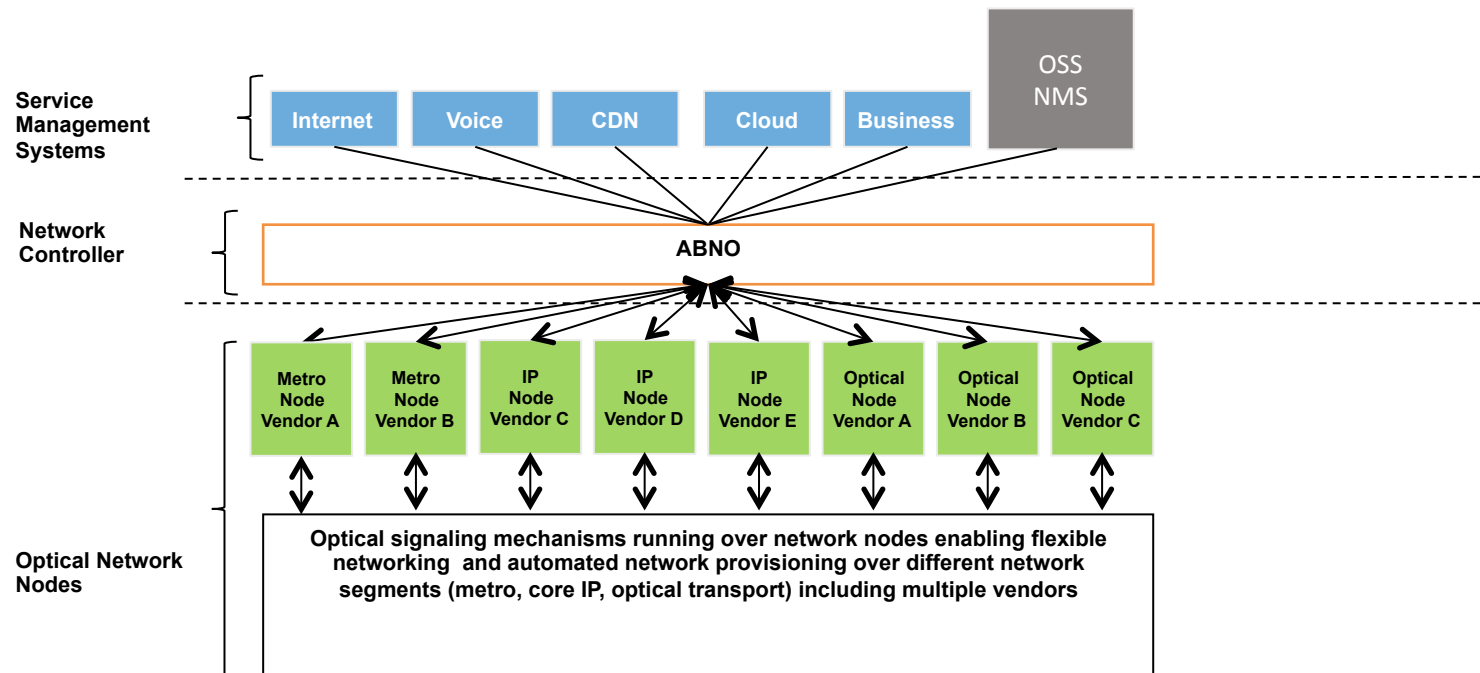 OSS
NMS
Service
Management
Systems
Internet
Voice
CDN
Cloud
Business
Network
Controller
ABNO
Metro
Node
Vendor A
Metro
Node
Vendor B
IP
Node
Vendor C
IP
Node
Vendor D
IP
Node
Vendor E
Optical
Node
Vendor A
Optical
Node
Vendor B
Optical
Node
Vendor C
Optical Network
Nodes
Optical signaling mechanisms running over network nodes enabling flexible
networking and automated network provisioning over different network
segments (metro, core IP, optical transport) including multiple vendors